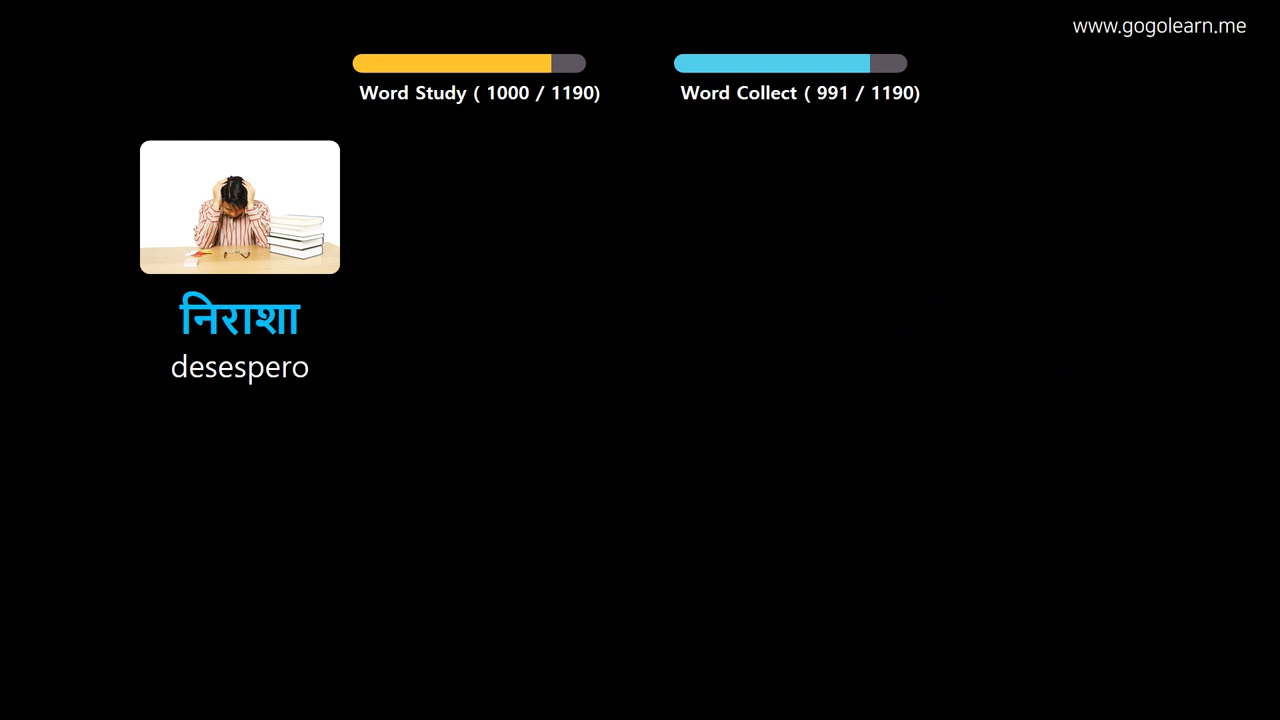 www.gogolearn.me
Word Study ( 1000 / 1190)
Word Collect ( 991 / 1190)
निराशा
desespero